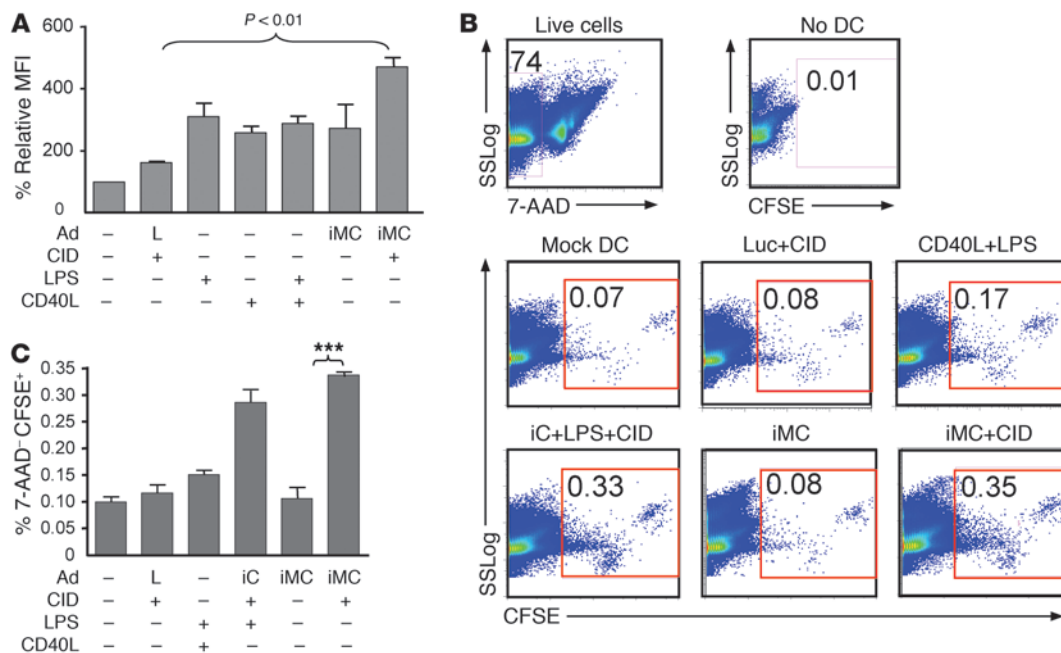 A
P < 0.01
% Relative MFI
600
400
200
0
Ad – L – – – iMC iMC
CID – + – – – – +
LPS – – + – + – –
CD40L – – – + + – –
B
Live cells
74
SSLog
7-AAD
No DC
0.01
SSLog
CFSE
Mock DC
0.07
Luc+CID
0.08
CD40L+LPS
0.17
iC+LPS+CID
0.33
iMC
0.08
iMC+CID
0.35
SSLog
CFSE
C
***
% 7-AAD⁻ CFSE⁺
0.35
0.30
0.25
0.20
0.15
0.10
0.05
0
Ad – L – iC iMC iMC
CID – + – + – +
LPS – – + + – –
CD40L – – + – – –